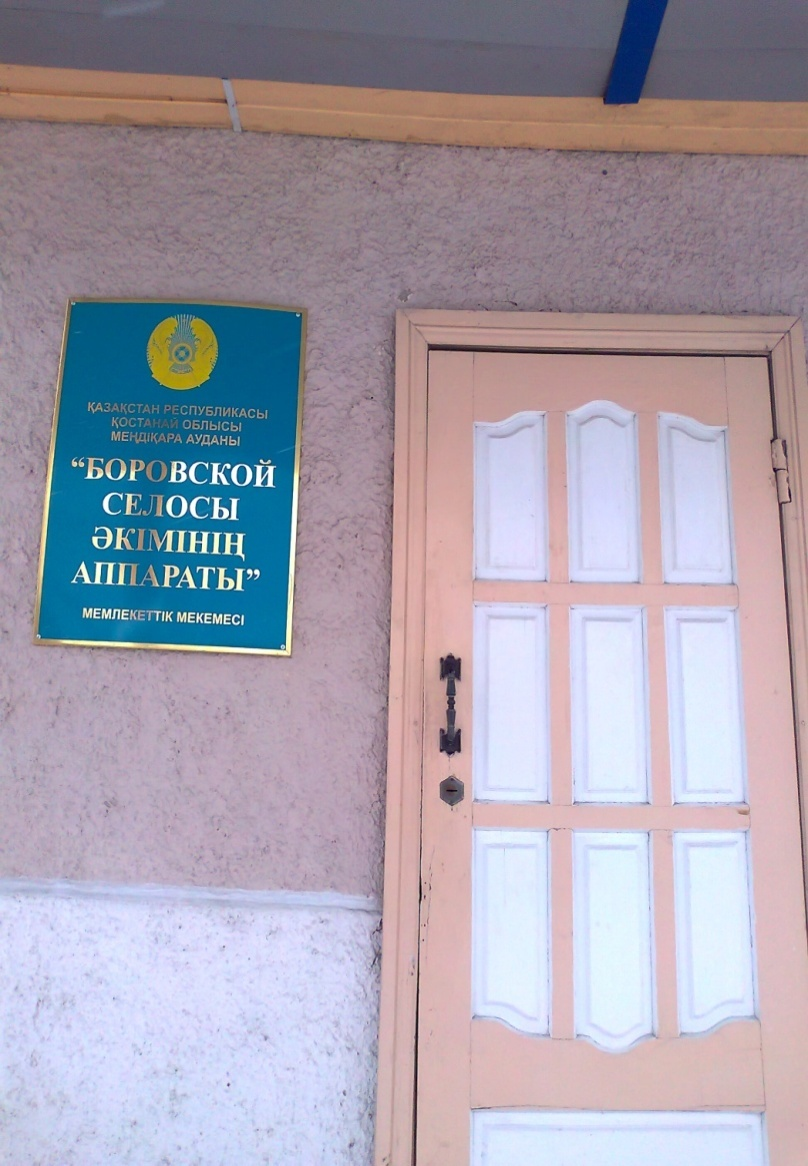 ҚАЗАҚСТАН РЕСПУБЛИКАСЫ
ҚОСТАНАЙ ОБЛЫСЫ
МЕҢДІҚАРА АУДАНЫ
“БОРОВСКОЙ
СЕЛОСЫ
ӘКІМІНІҢ
АППАРАТЫ”
МЕМЛЕКЕТТІК МЕКЕМЕСІ